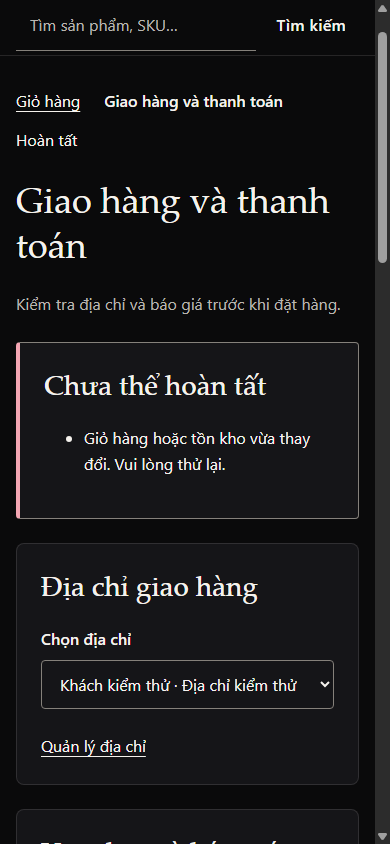 Tìm sản phẩm, SKU...
Tìm kiếm
Giỏ hàng
Giao hàng và thanh toán
Hoàn tất
Giao hàng và thanh
toán
Kiểm tra địa chỉ và báo giá trước khi đặt hàng.
Chưa thể hoàn tất
Giỏ hàng hoặc tồn kho vừa thay
đổi. Vui lòng thử lại.
Địa chỉ giao hàng
Chọn địa chỉ
Khách kiểm thử · Địa chỉ kiểm thử
Quản lý địa chỉ